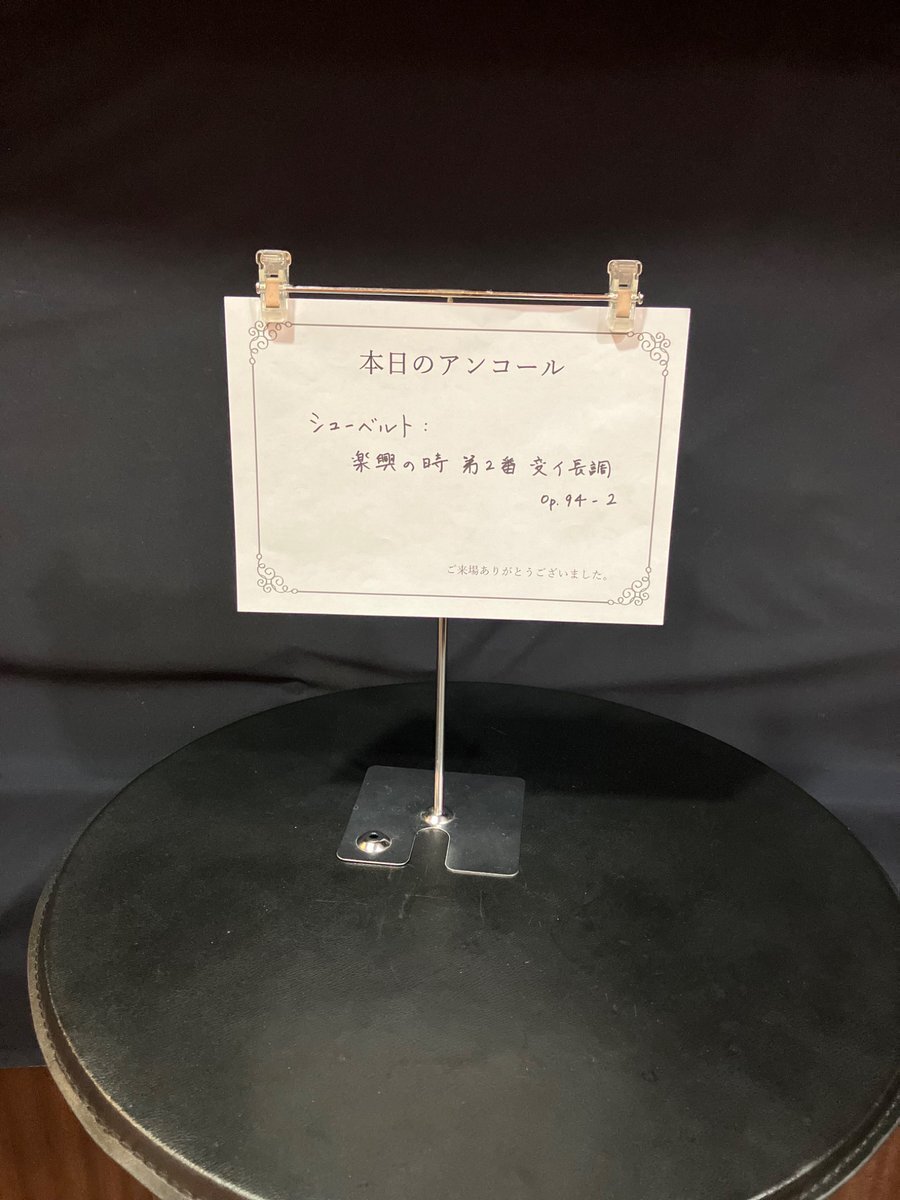 本日のアンコール
シューベルト：
楽興の時 第2番 変イ長調
Op.94-2
ご来場ありがとうございました。